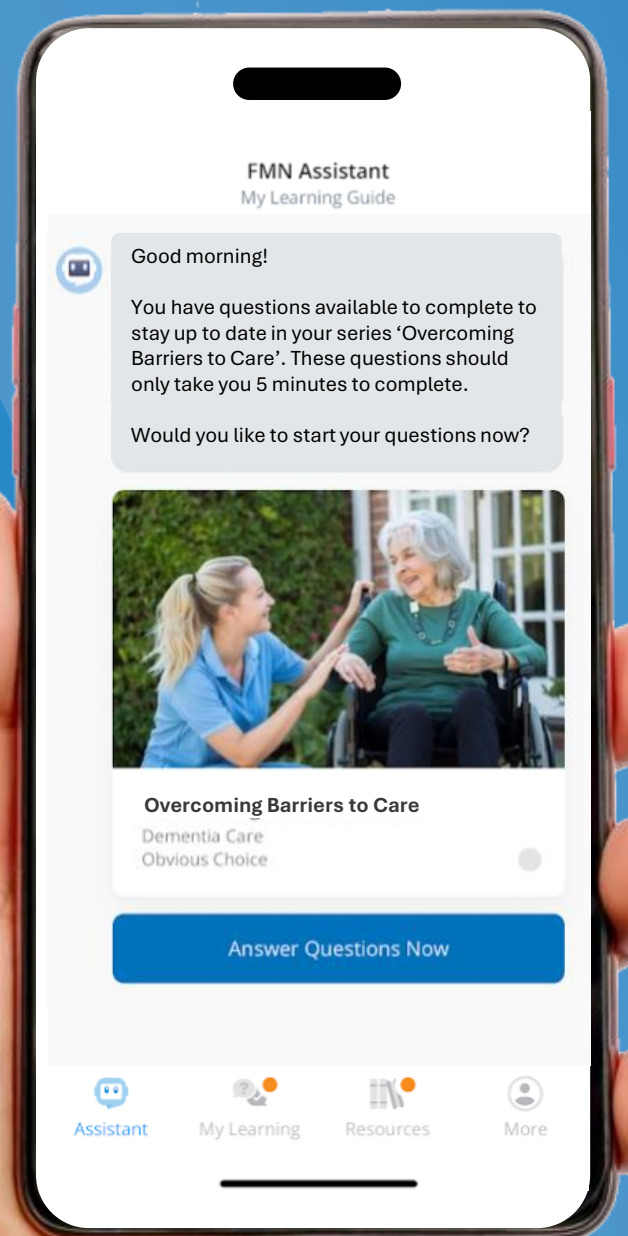 FMN Assistant
My Learning Guide
Good morning!
You have questions available to complete to
stay up to date in your series ‘Overcoming
Barriers to Care’. These questions should
only take you 5 minutes to complete.
Would you like to start your questions now?
Overcoming Barriers to Care
Dementia Care
Obvious Choice
Answer Questions Now
Assistant
My Learning
Resources
More